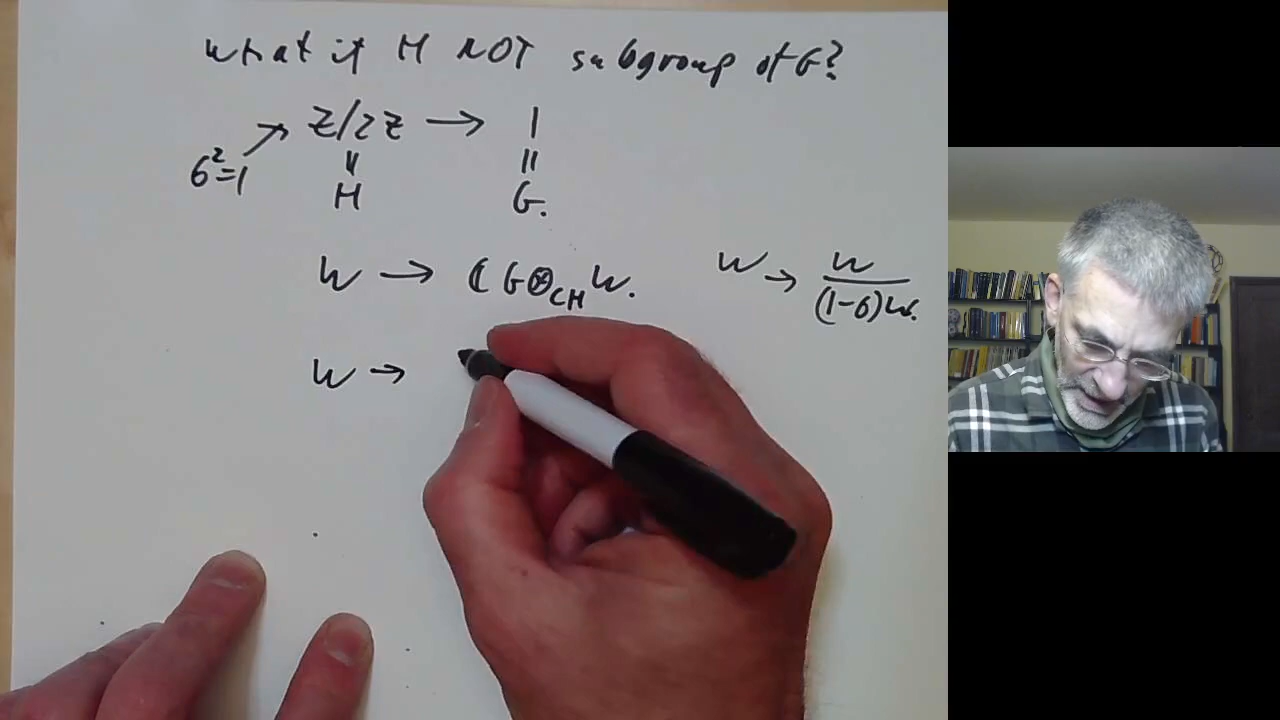 what if H NOT subgroup of G?
σ²=1 → Z/2Z → 1
॥ ॥
H G.
W → ℂG⊗_{ℂH}W. W → W/(1-σ)W.
W →